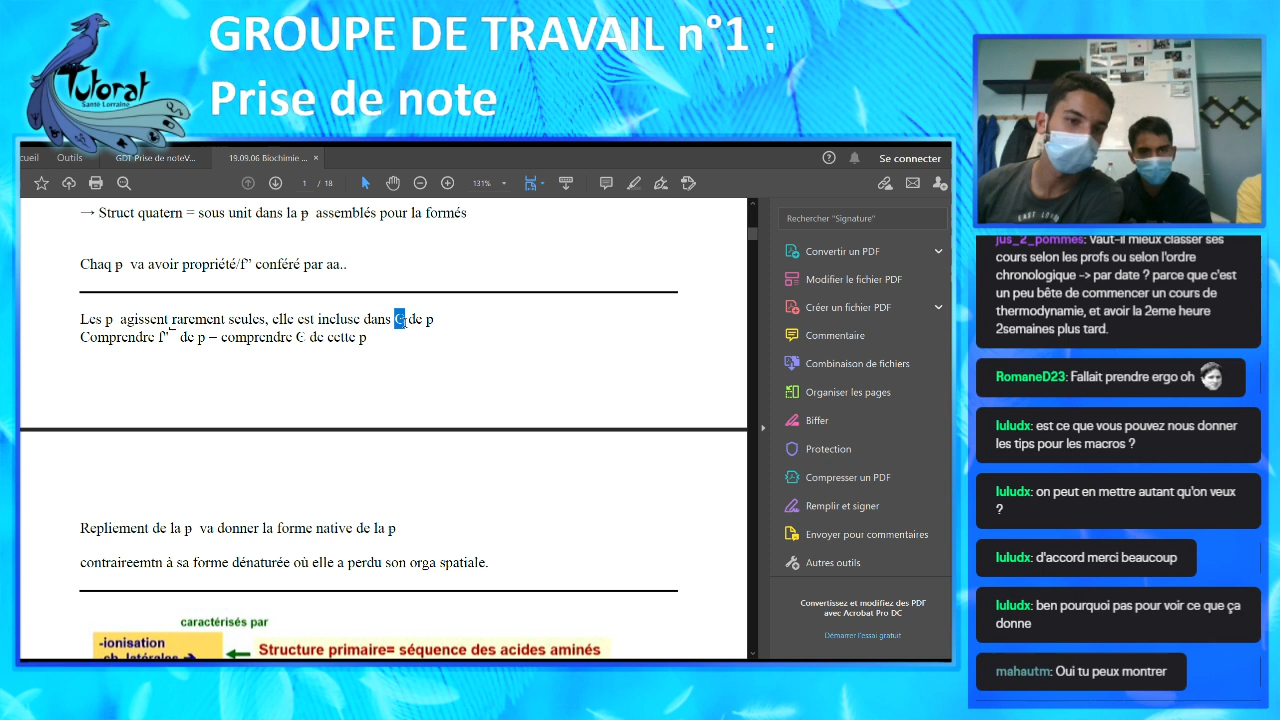 GROUPE DE TRAVAIL n°1 :
Prise de note
Tutorat
Santé Lorraine
cueil Outils GDT Prise de noteV... 19.09.06 Biochimie ... × Se connecter
1 / 18 131%
→ Struct quatern = sous unit dans la p assemblés pour la formés
Chaq p va avoir propriété/f° conféré par aa..
Les p agissent rarement seules, elle est incluse dans Є de p
Comprendre f° de p – comprendre Є de cette p
Repliement de la p va donner la forme native de la p
contraireemtn à sa forme dénaturée où elle a perdu son orga spatiale.
caractérisés par
-ionisation
ch. latérales
Structure primaire= séquence des acides aminés
Rechercher "Signature"
Convertir un PDF
Modifier le fichier PDF
Créer un fichier PDF
Commentaire
Combinaison de fichiers
Organiser les pages
Biffer
Protection
Compresser un PDF
Remplir et signer
Envoyer pour commentaires
Autres outils
Convertissez et modifiez des PDF
avec Acrobat Pro DC
Démarrer l'essai gratuit
jus_2_pommes: Vaut-il mieux classer ses
cours selon les profs ou selon l'ordre
chronologique -> par date ? parce que c'est
un peu bête de commencer un cours de
thermodynamie, et avoir la 2eme heure
2semaines plus tard.
RomaneD23: Fallait prendre ergo oh
luludx: est ce que vous pouvez nous donner
les tips pour les macros ?
luludx: on peut en mettre autant qu'on veux
?
luludx: d'accord merci beaucoup
luludx: ben pourquoi pas pour voir ce que ça
donne
mahautm: Oui tu peux montrer